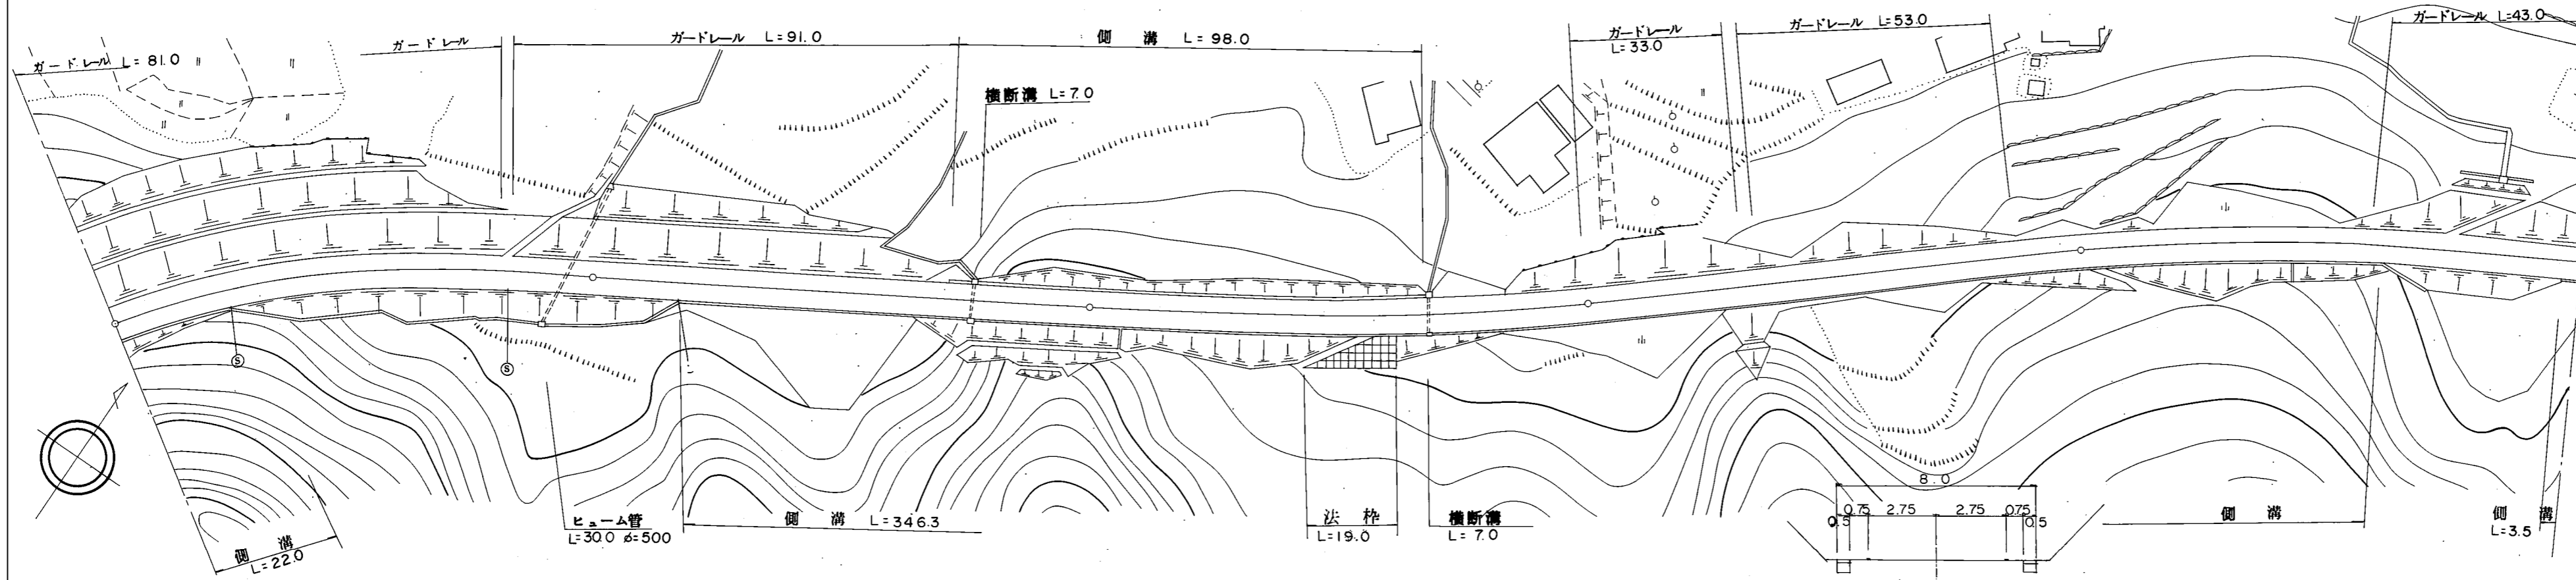 ガードレール L=81.0
ガードレール
ガードレール L=91.0
側 溝 L=98.0
横断溝 L=7.0
ガードレール
L=33.0
ガードレール L=53.0
ガードレール L=43.0
S
S
側 溝
L=22.0
ヒューム管
L=30.0 ø=500
側 溝 L=346.3
法 枠
L=19.0
横断溝
L=7.0
8.0
0.5 0.75 2.75 2.75 0.75 0.5
側 溝
側 溝
L=3.5